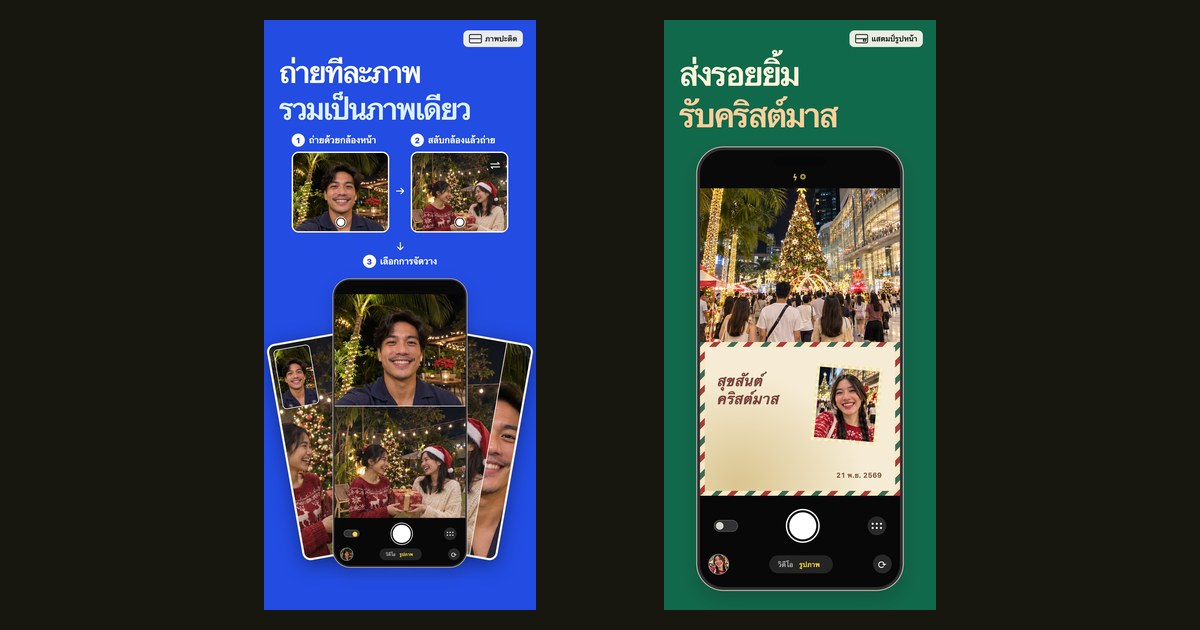 ภาพปะติด
ถ่ายทีละภาพ
รวมเป็นภาพเดียว
1 ถ่ายด้วยกล้องหน้า
2 สลับกล้องแล้วถ่าย
3 เลือกการจัดวาง
วิดีโอ รูปภาพ
แสตมป์รูปหน้า
ส่งรอยยิ้ม
รับคริสต์มาส
สุขสันต์
คริสต์มาส
21 พ.ย. 2569
วิดีโอ รูปภาพ